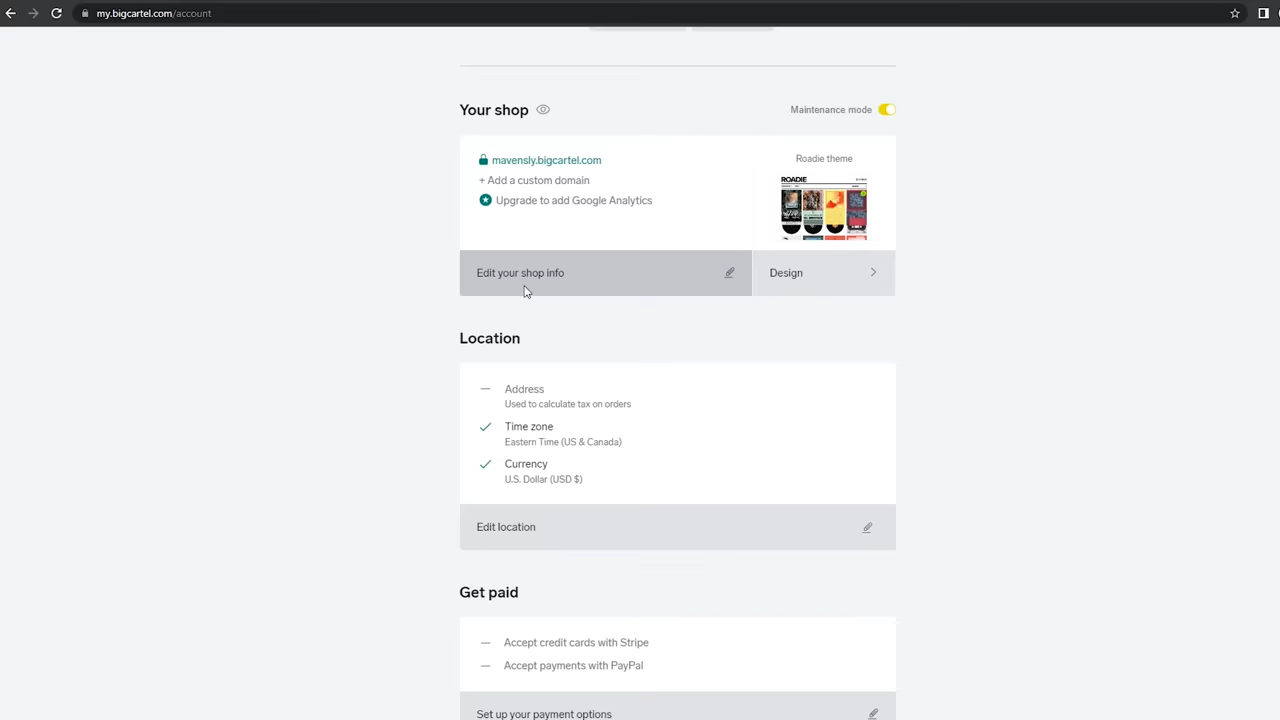 my.bigcartel.com/account
Your shop
Maintenance mode
mavensly.bigcartel.com
+ Add a custom domain
Upgrade to add Google Analytics
Roadie theme
ROADIE
Edit your shop info
Design
Location
Address
Used to calculate tax on orders
Time zone
Eastern Time (US & Canada)
Currency
U.S. Dollar (USD $)
Edit location
Get paid
Accept credit cards with Stripe
Accept payments with PayPal
Set up your payment options